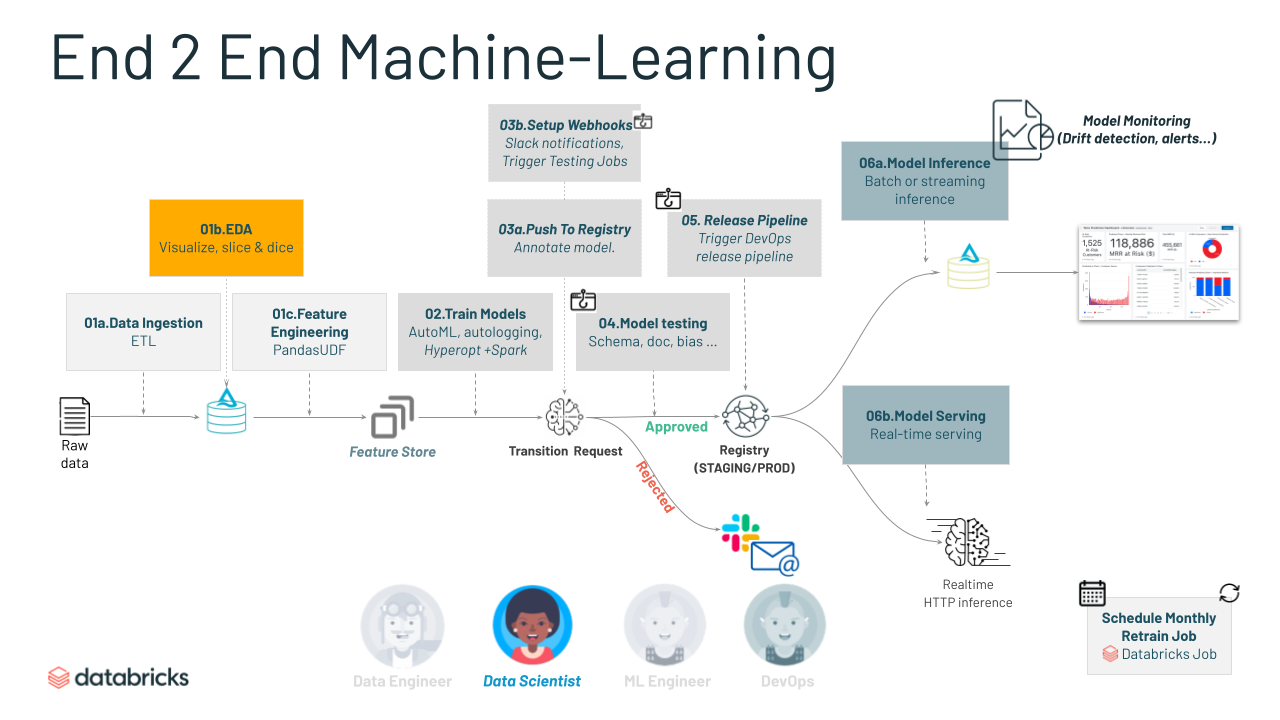 End 2 End Machine-Learning
03b.Setup Webhooks
Slack notifications,
Trigger Testing Jobs
06a.Model Inference
Batch or streaming
inference
Model Monitoring
(Drift detection, alerts...)
01b.EDA
Visualize, slice & dice
03a.Push To Registry
Annotate model.
05. Release Pipeline
Trigger DevOps
release pipeline
1,525
At-Risk
Customers
118,886
MRR at Risk ($)
01a.Data Ingestion
ETL
01c.Feature
Engineering
PandasUDF
02.Train Models
AutoML, autologging,
Hyperopt +Spark
04.Model testing
Schema, doc, bias ...
06b.Model Serving
Real-time serving
Raw
data
Feature Store
Transition Request
Approved
Rejected
Registry
(STAGING/PROD)
Realtime
HTTP inference
Schedule Monthly
Retrain Job
Databricks Job
databricks
Data Engineer
Data Scientist
ML Engineer
DevOps